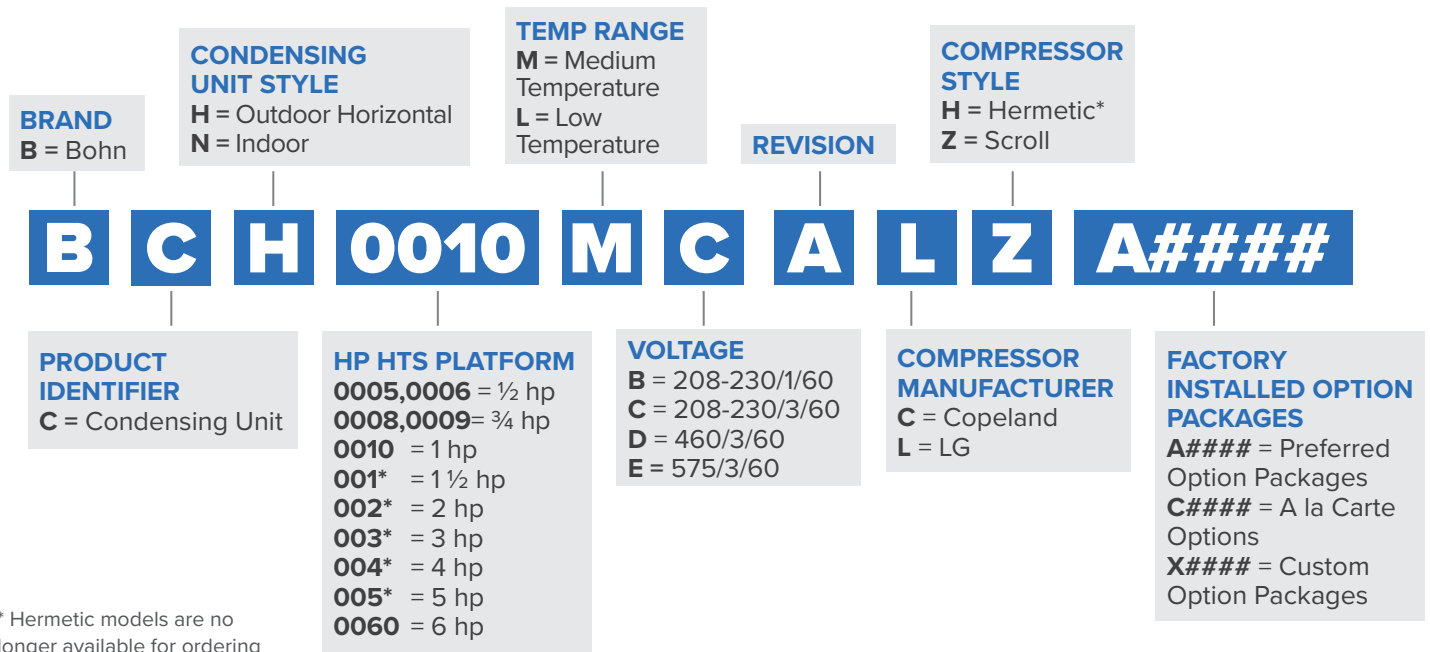 BRAND
B = Bohn
CONDENSING
UNIT STYLE
H = Outdoor Horizontal
N = Indoor
TEMP RANGE
M = Medium
Temperature
L = Low
Temperature
REVISION
COMPRESSOR
STYLE
H = Hermetic*
Z = Scroll
B C H 0010 M C A L Z A####
PRODUCT
IDENTIFIER
C = Condensing Unit
HP HTS PLATFORM
0005,0006 = ½ hp
0008,0009= ¾ hp
0010 = 1 hp
001* = 1 ½ hp
002* = 2 hp
003* = 3 hp
004* = 4 hp
005* = 5 hp
0060 = 6 hp
VOLTAGE
B = 208-230/1/60
C = 208-230/3/60
D = 460/3/60
E = 575/3/60
COMPRESSOR
MANUFACTURER
C = Copeland
L = LG
FACTORY
INSTALLED OPTION
PACKAGES
A#### = Preferred
Option Packages
C#### = A la Carte
Options
X#### = Custom
Option Packages
* Hermetic models are no
longer available for ordering